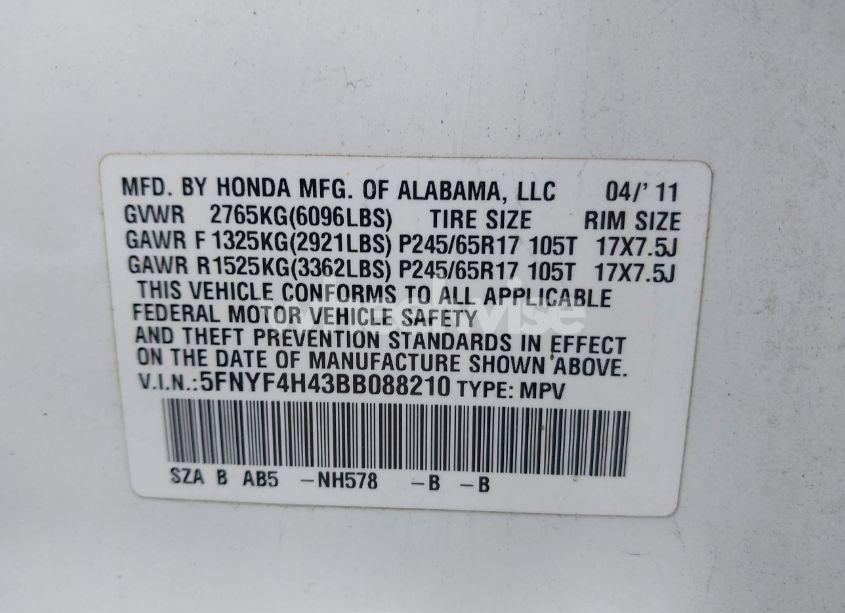 MFD. BY HONDA MFG. OF ALABAMA, LLC 04/'11
GVWR 2765KG(6096LBS) TIRE SIZE RIM SIZE
GAWR F 1325KG(2921LBS) P245/65R17 105T 17X7.5J
GAWR R1525KG(3362LBS) P245/65R17 105T 17X7.5J
THIS VEHICLE CONFORMS TO ALL APPLICABLE
FEDERAL MOTOR VEHICLE SAFETY
AND THEFT PREVENTION STANDARDS IN EFFECT
ON THE DATE OF MANUFACTURE SHOWN ABOVE.
V.I.N.:5FNYF4H43BB088210 TYPE: MPV
SZA B AB5 -NH578 -B -B